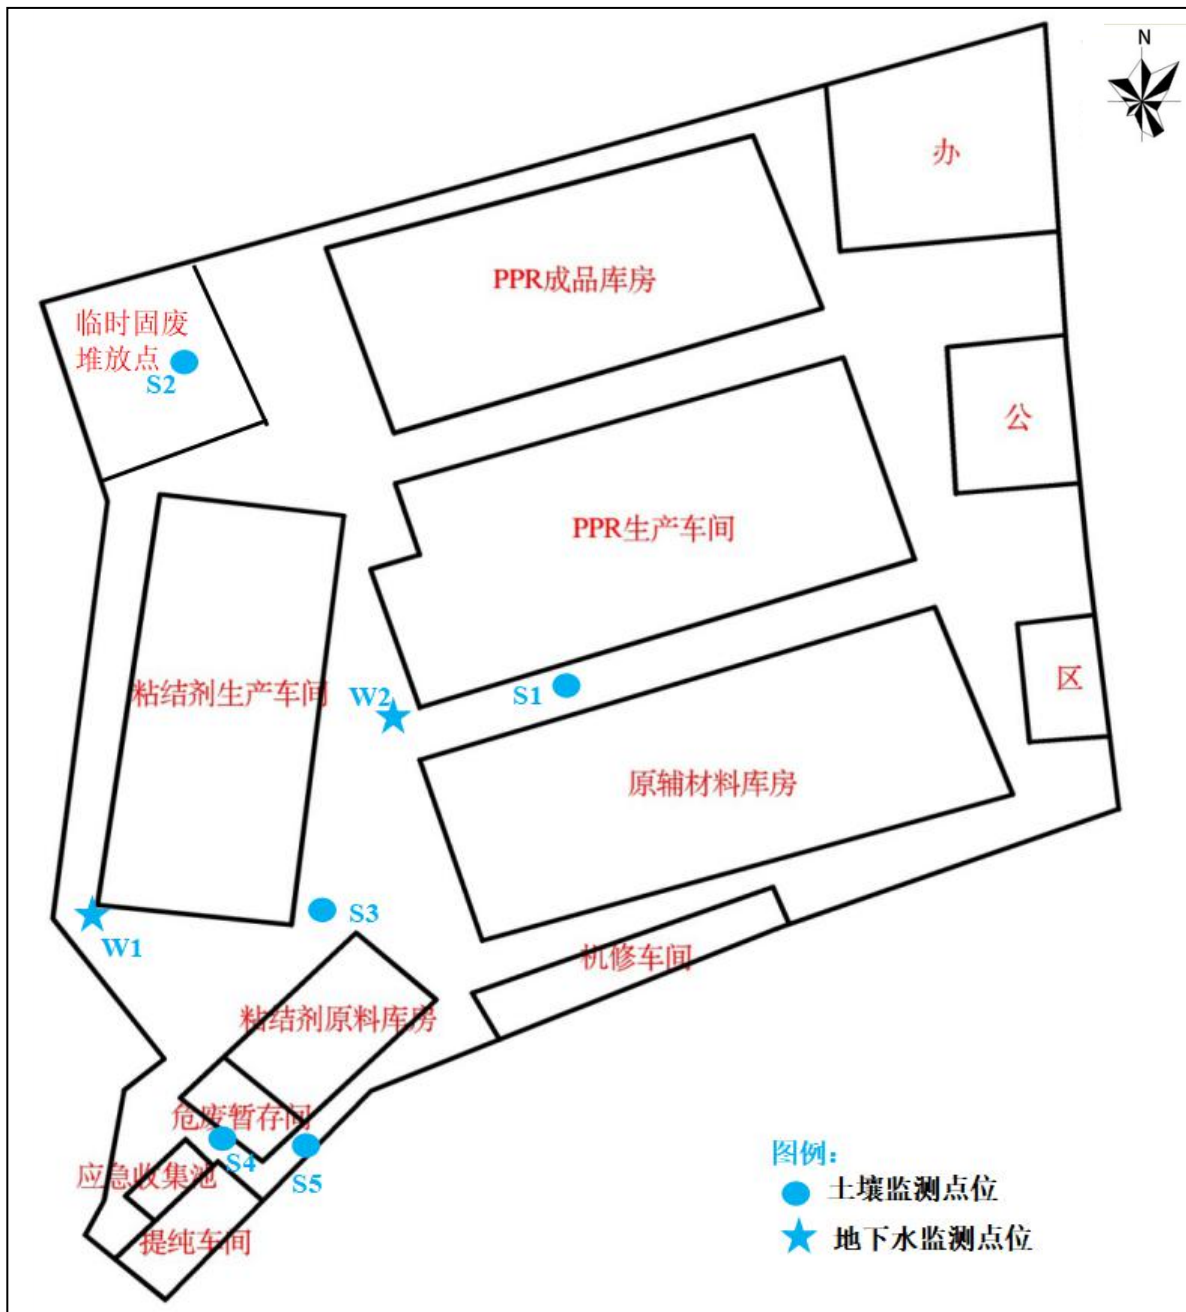 N
办
PPR成品库房
临时固废
堆放点
S2
公
PPR生产车间
区
粘结剂生产车间
W2
S1
原辅材料库房
S3
W1
机修车间
粘结剂原料库房
危废暂存间
S4
应急收集池
S5
提纯车间
图例：
土壤监测点位
地下水监测点位